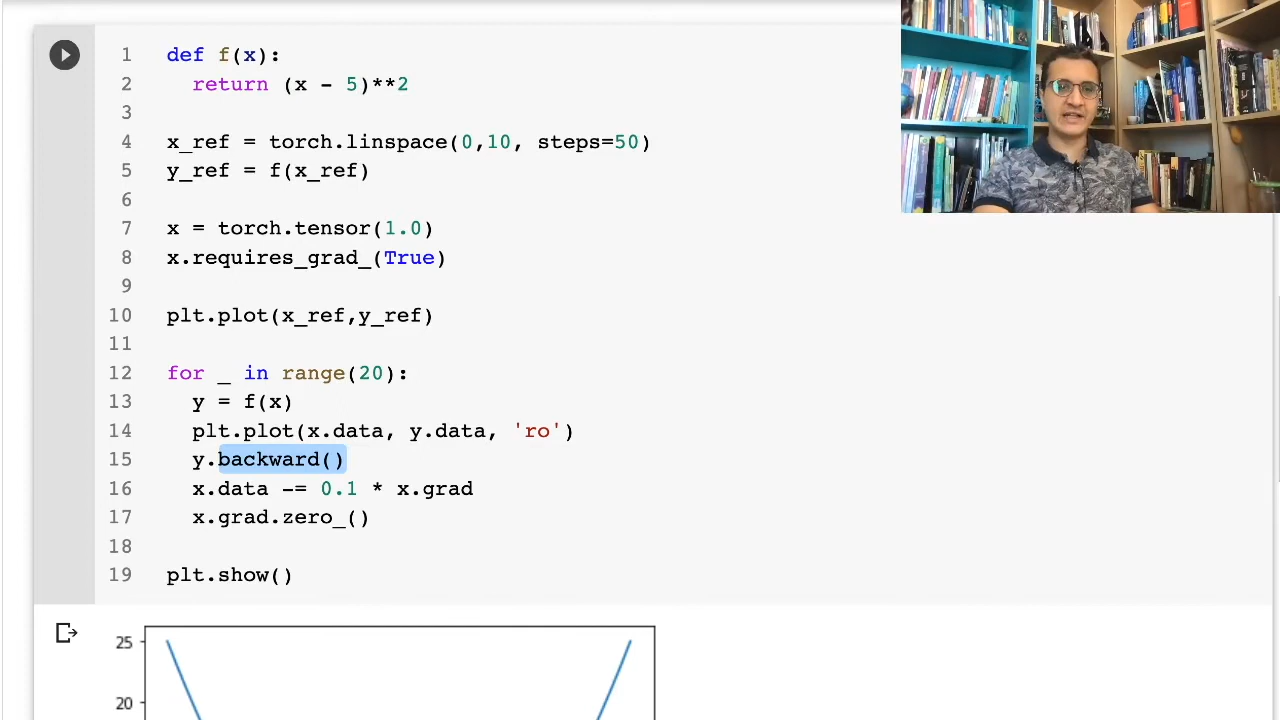 1 def f(x):
2 return (x - 5)**2
3
4 x_ref = torch.linspace(0,10, steps=50)
5 y_ref = f(x_ref)
6
7 x = torch.tensor(1.0)
8 x.requires_grad_(True)
9
10 plt.plot(x_ref,y_ref)
11
12 for _ in range(20):
13 y = f(x)
14 plt.plot(x.data, y.data, 'ro')
15 y.backward()
16 x.data -= 0.1 * x.grad
17 x.grad.zero_()
18
19 plt.show()
25
20